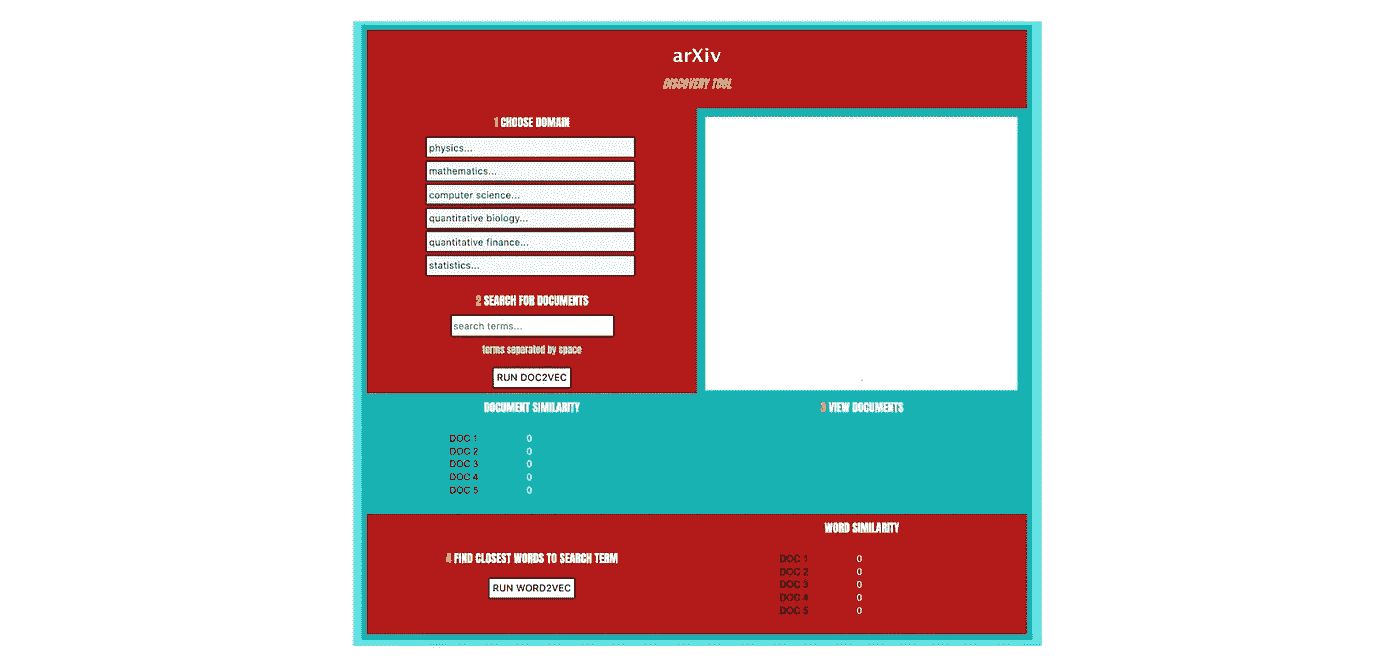 arXiv
DISCOVERY TOOL
1 CHOOSE DOMAIN
physics...
mathematics...
computer science...
quantitative biology...
quantitative finance...
statistics...
2 SEARCH FOR DOCUMENTS
search terms...
terms separated by space
RUN DOC2VEC
DOCUMENT SIMILARITY
DOC 1 0
DOC 2 0
DOC 3 0
DOC 4 0
DOC 5 0
3 VIEW DOCUMENTS
4 FIND CLOSEST WORDS TO SEARCH TERM
RUN WORD2VEC
WORD SIMILARITY
DOC 1 0
DOC 2 0
DOC 3 0
DOC 4 0
DOC 5 0